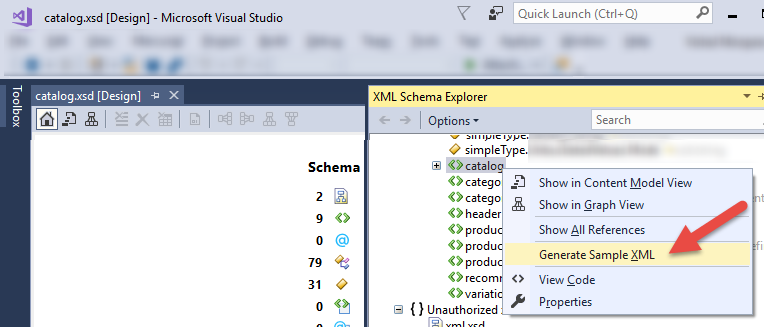 catalog.xsd [Design] - Microsoft Visual Studio
Quick Launch (Ctrl+Q)
Toolbox
catalog.xsd [Design]
XML Schema Explorer
Options
Search
Schema
2
9
0
79
31
0
0
simpleType.
simpleType.
catalog
catego
catego
header
produc
produc
produc
recomm
variatio
Unauthorized
xml.xsd
Show in Content Model View
Show in Graph View
Show All References
Generate Sample XML
View Code
Properties